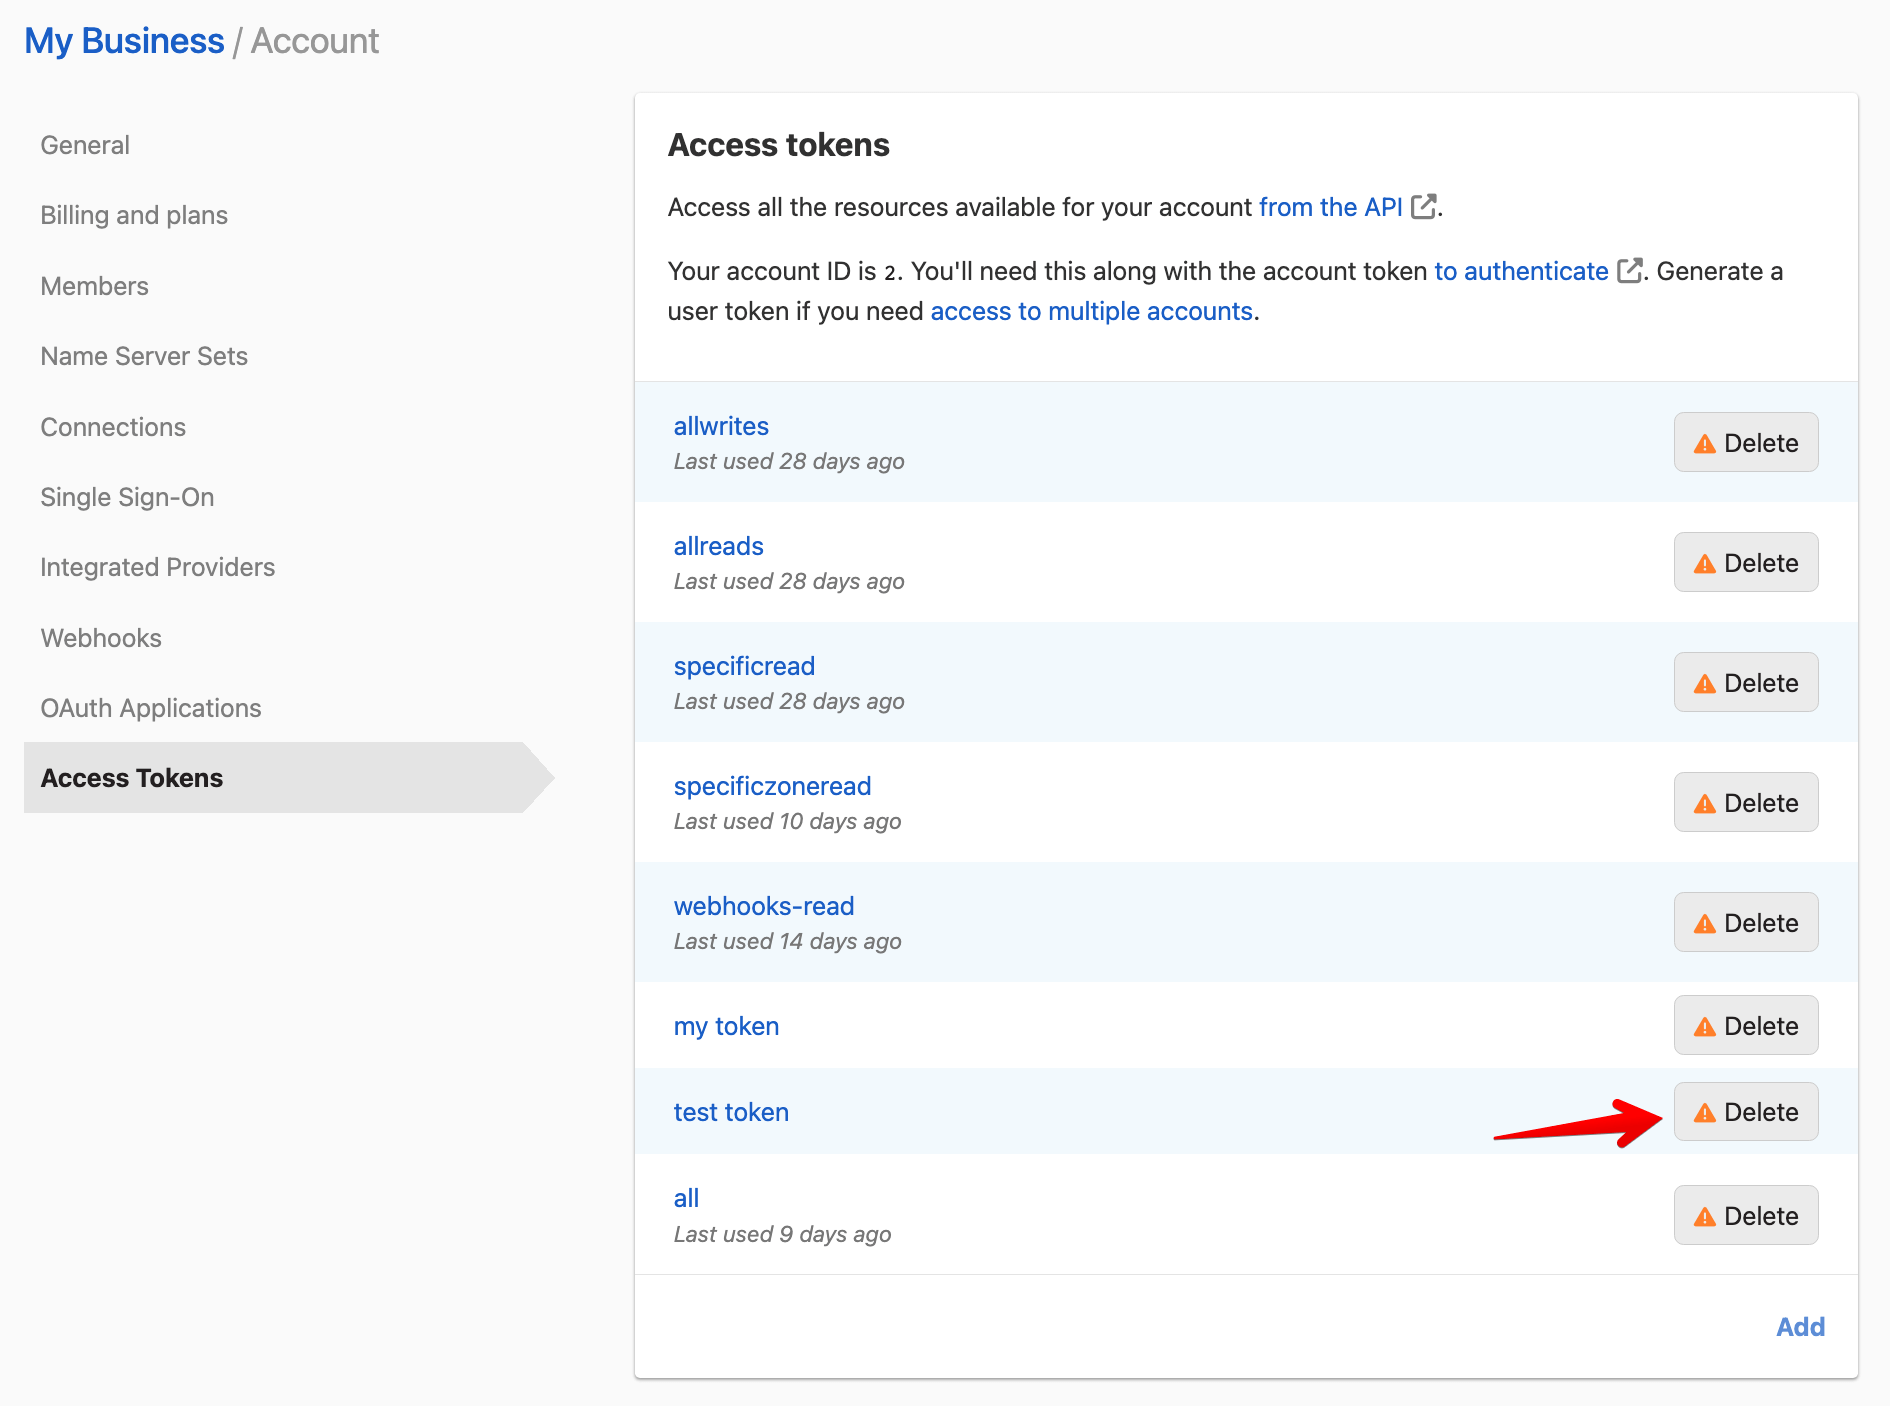 My Business / Account
General
Billing and plans
Members
Name Server Sets
Connections
Single Sign-On
Integrated Providers
Webhooks
OAuth Applications
Access Tokens
Access tokens
Access all the resources available for your account from the API.
Your account ID is 2. You'll need this along with the account token to authenticate. Generate a
user token if you need access to multiple accounts.
allwrites
Last used 28 days ago
Delete
allreads
Last used 28 days ago
Delete
specificread
Last used 28 days ago
Delete
specificzoneread
Last used 10 days ago
Delete
webhooks-read
Last used 14 days ago
Delete
my token
Delete
test token
Delete
all
Last used 9 days ago
Delete
Add